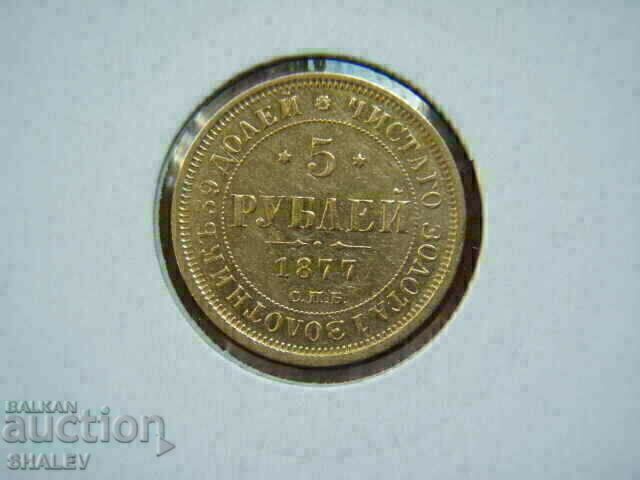 ЧИСТАГО ЗОЛОТА 1 ЗОЛОТНИКЪ 39 ДОЛЕЙ
* 5 *
РУБЛЕЙ
1877
С.П.Б.
BALKAN
auction
SHALEV